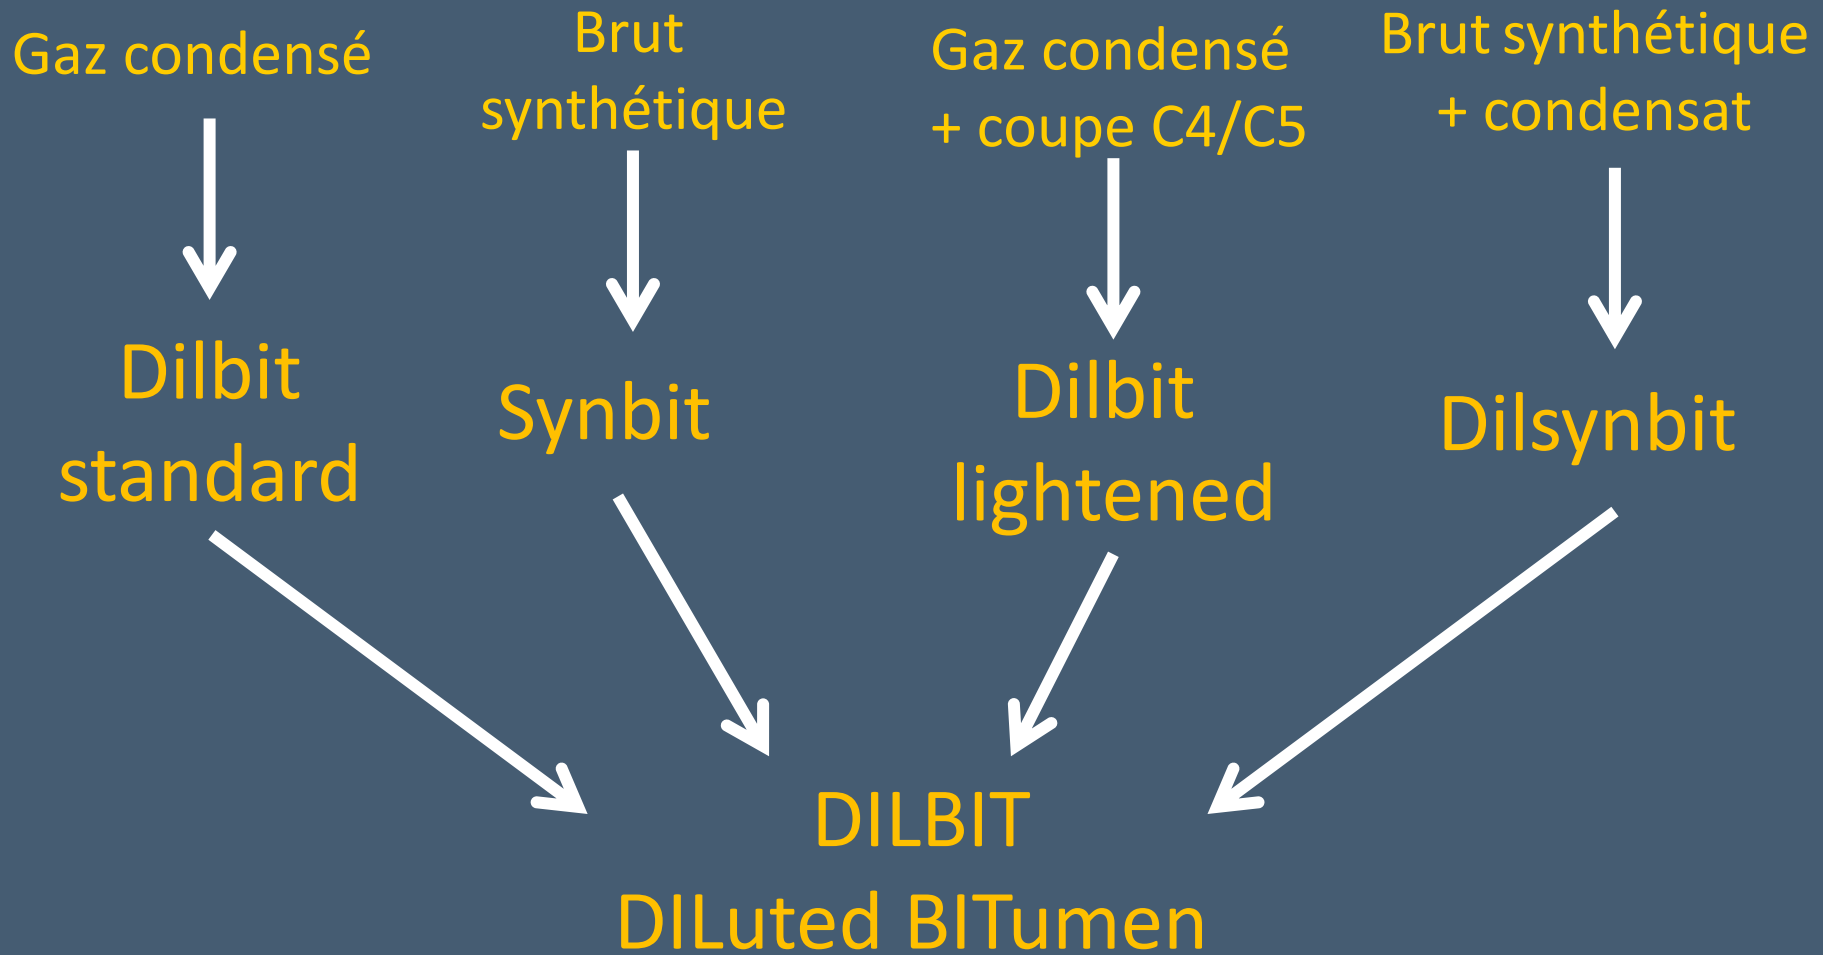 Gaz condensé
Brut
synthétique
Gaz condensé
+ coupe C4/C5
Brut synthétique
+ condensat
Dilbit
standard
Synbit
Dilbit
lightened
Dilsynbit
DILBIT
DILuted BITumen